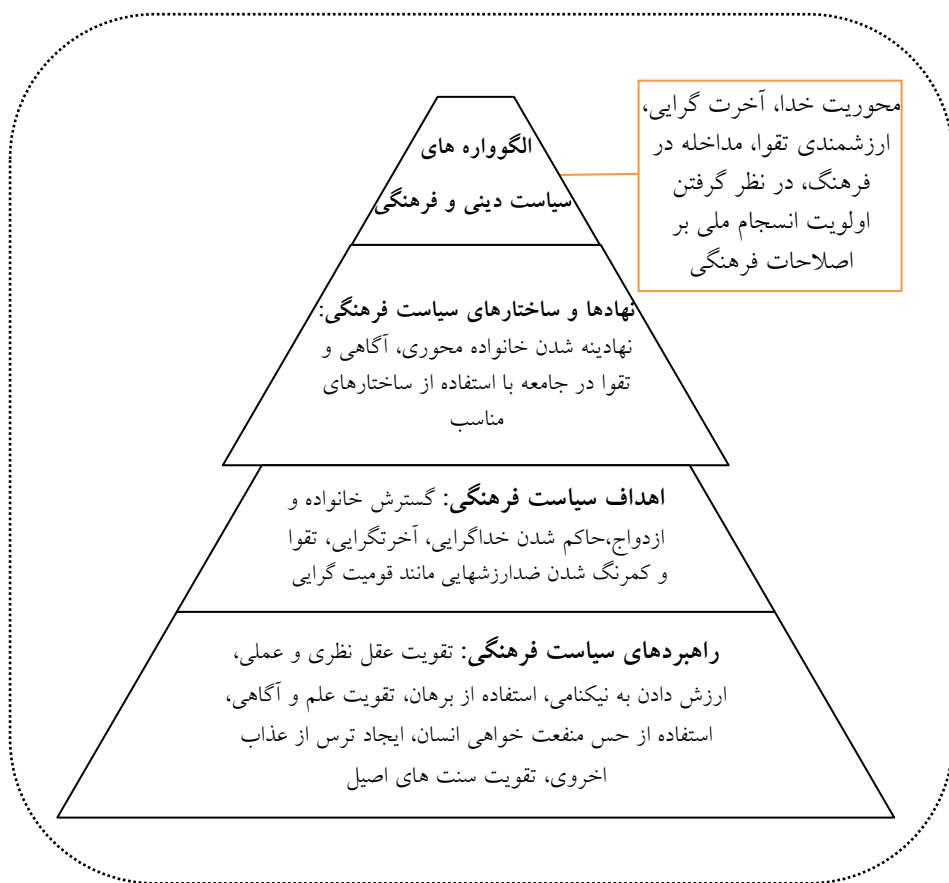 محوریت خدا، آخرت گرایی،
ارزشمندی تقوا، مداخله در
فرهنگ، در نظر گرفتن
اولویت انسجام ملی بر
اصلاحات فرهنگی
الگوواره های
سیاست دینی و فرهنگی
نهادها و ساختارهای سیاست فرهنگی:
نهادینه شدن خانواده محوری، آگاهی و
تقوا در جامعه با استفاده از ساختارهای
مناسب
اهداف سیاست فرهنگی: گسترش خانواده و
ازدواج،حاکم شدن خداگرایی، آخرتگرایی، تقوا
و کمرنگ شدن ضدارزشهایی مانند قومیت گرایی
راهبردهای سیاست فرهنگی: تقویت عقل نظری و عملی،
ارزش دادن به نیکنامی، استفاده از برهان، تقویت علم و آگاهی،
استفاده از حس منفعت خواهی انسان، ایجاد ترس از عذاب
اخروی، تقویت سنت های اصیل